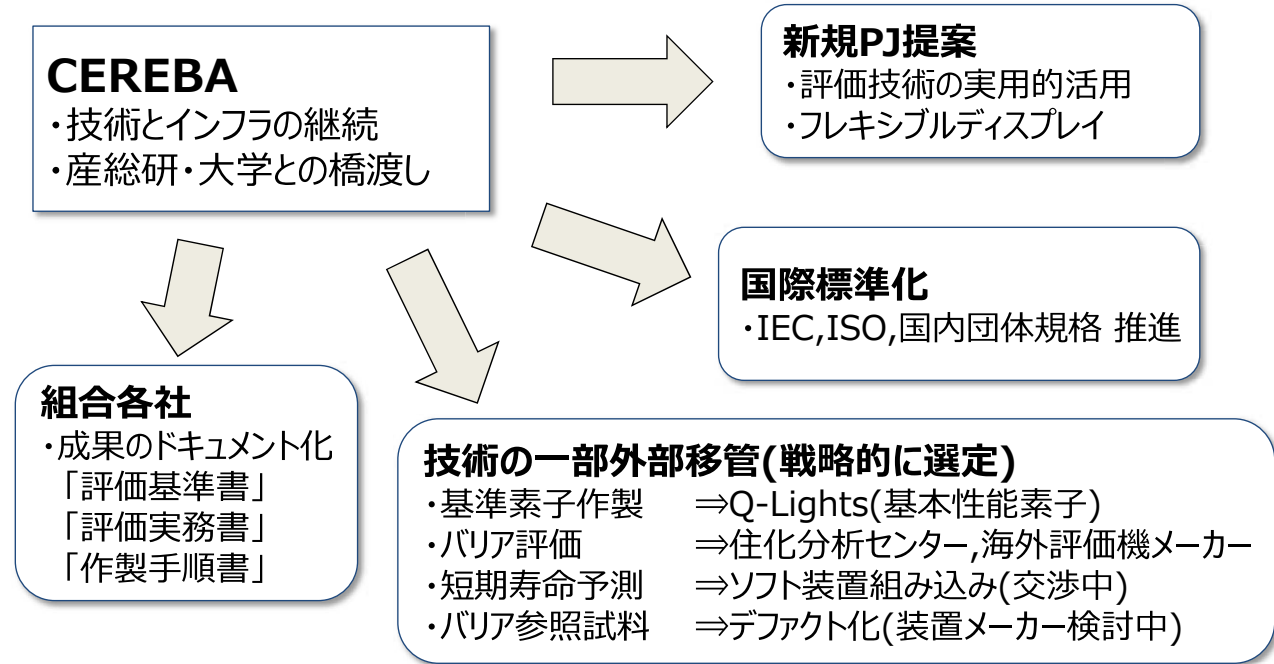 CEREBA
・技術とインフラの継続
・産総研・大学との橋渡し
新規PJ提案
・評価技術の実用的活用
・フレキシブルディスプレイ
国際標準化
・IEC,ISO,国内団体規格 推進
組合各社
・成果のドキュメント化
「評価基準書」
「評価実務書」
「作製手順書」
技術の一部外部移管(戦略的に選定)
・基準素子作製 ⇒Q-Lights(基本性能素子)
・バリア評価 ⇒住化分析センター,海外評価機メーカー
・短期寿命予測 ⇒ソフト装置組み込み(交渉中)
・バリア参照試料 ⇒デファクト化(装置メーカー検討中)